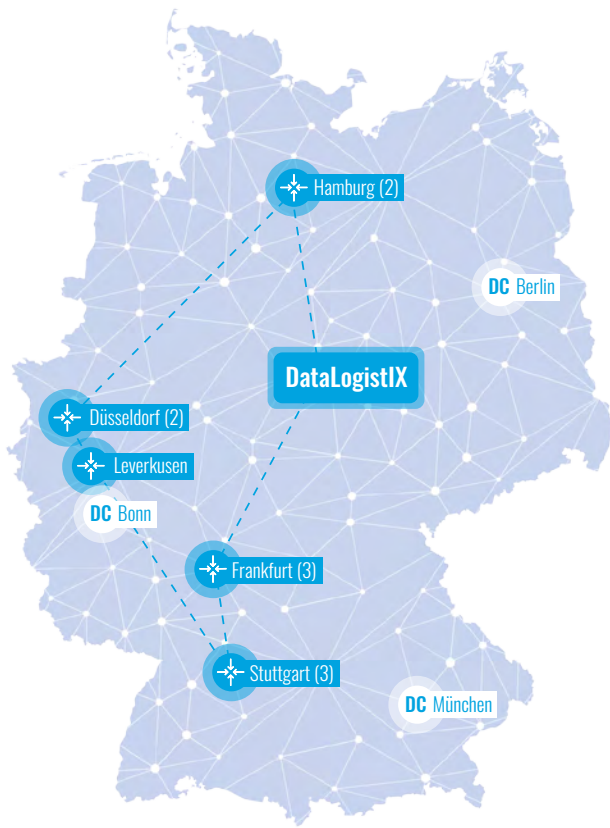 Hamburg (2)
DC Berlin
DataLogistIX
Düsseldorf (2)
Leverkusen
DC Bonn
Frankfurt (3)
Stuttgart (3)
DC München